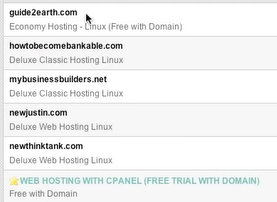 guide2earth.com
Economy Hosting - Linux (Free with Domain)
howtobecomebankable.com
Deluxe Classic Hosting Linux
mybusinessbuilders.net
Deluxe Classic Hosting Linux
newjustin.com
Deluxe Web Hosting Linux
newthinktank.com
Deluxe Web Hosting Linux
WEB HOSTING WITH CPANEL (FREE TRIAL WITH DOMAIN)
Free with Domain